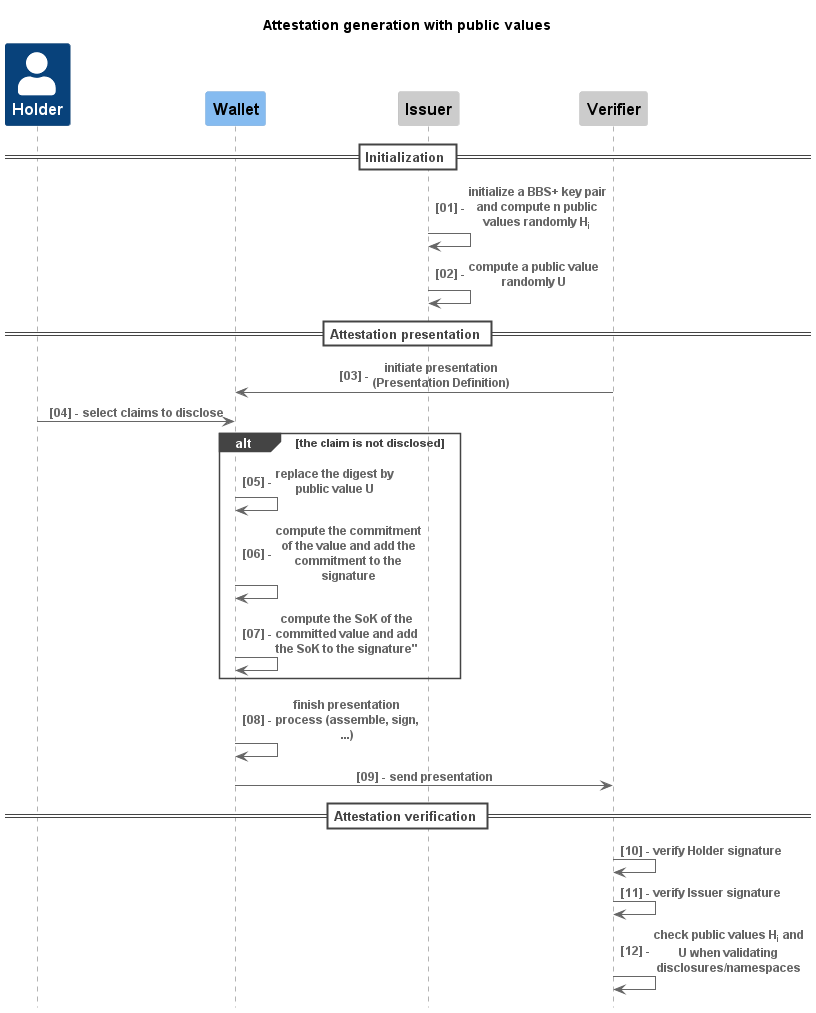 Attestation generation with public values
Holder
Wallet
Issuer
Verifier
Initialization
[01] - initialize a BBS+ key pair
and compute n public
values randomly Hi
[02] - compute a public value
randomly U
Attestation presentation
[03] - initiate presentation
(Presentation Definition)
[04] - select claims to disclose
alt [the claim is not disclosed]
[05] - replace the digest by
public value U
[06] - compute the commitment
of the value and add the
commitment to the
signature
[07] - compute the SoK of the
committed value and add
the SoK to the signature"
[08] - finish presentation
process (assemble, sign,
...)
[09] - send presentation
Attestation verification
[10] - verify Holder signature
[11] - verify Issuer signature
[12] - check public values Hi and
U when validating
disclosures/namespaces